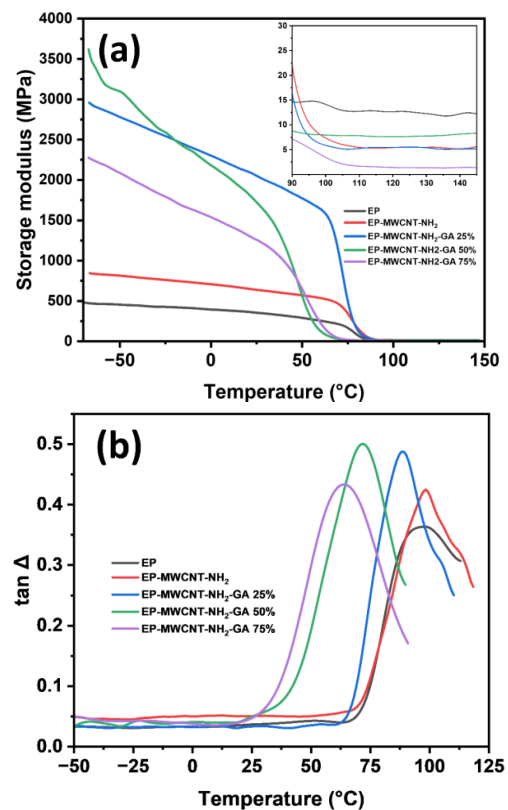 (a)
Storage modulus (MPa)
4000
3500
3000
2500
2000
1500
1000
500
0
30
25
20
15
10
5
0
90 100 110 120 130 140
EP
EP-MWCNT-NH₂
EP-MWCNT-NH₂-GA 25%
EP-MWCNT-NH2-GA 50%
EP-MWCNT-NH2-GA 75%
−50 0 50 100 150
Temperature (°C)
(b)
tan Δ
0.5
0.4
0.3
0.2
0.1
0.0
EP
EP-MWCNT-NH₂
EP-MWCNT-NH₂-GA 25%
EP-MWCNT-NH₂-GA 50%
EP-MWCNT-NH₂-GA 75%
−50 −25 0 25 50 75 100 125
Temperature (°C)